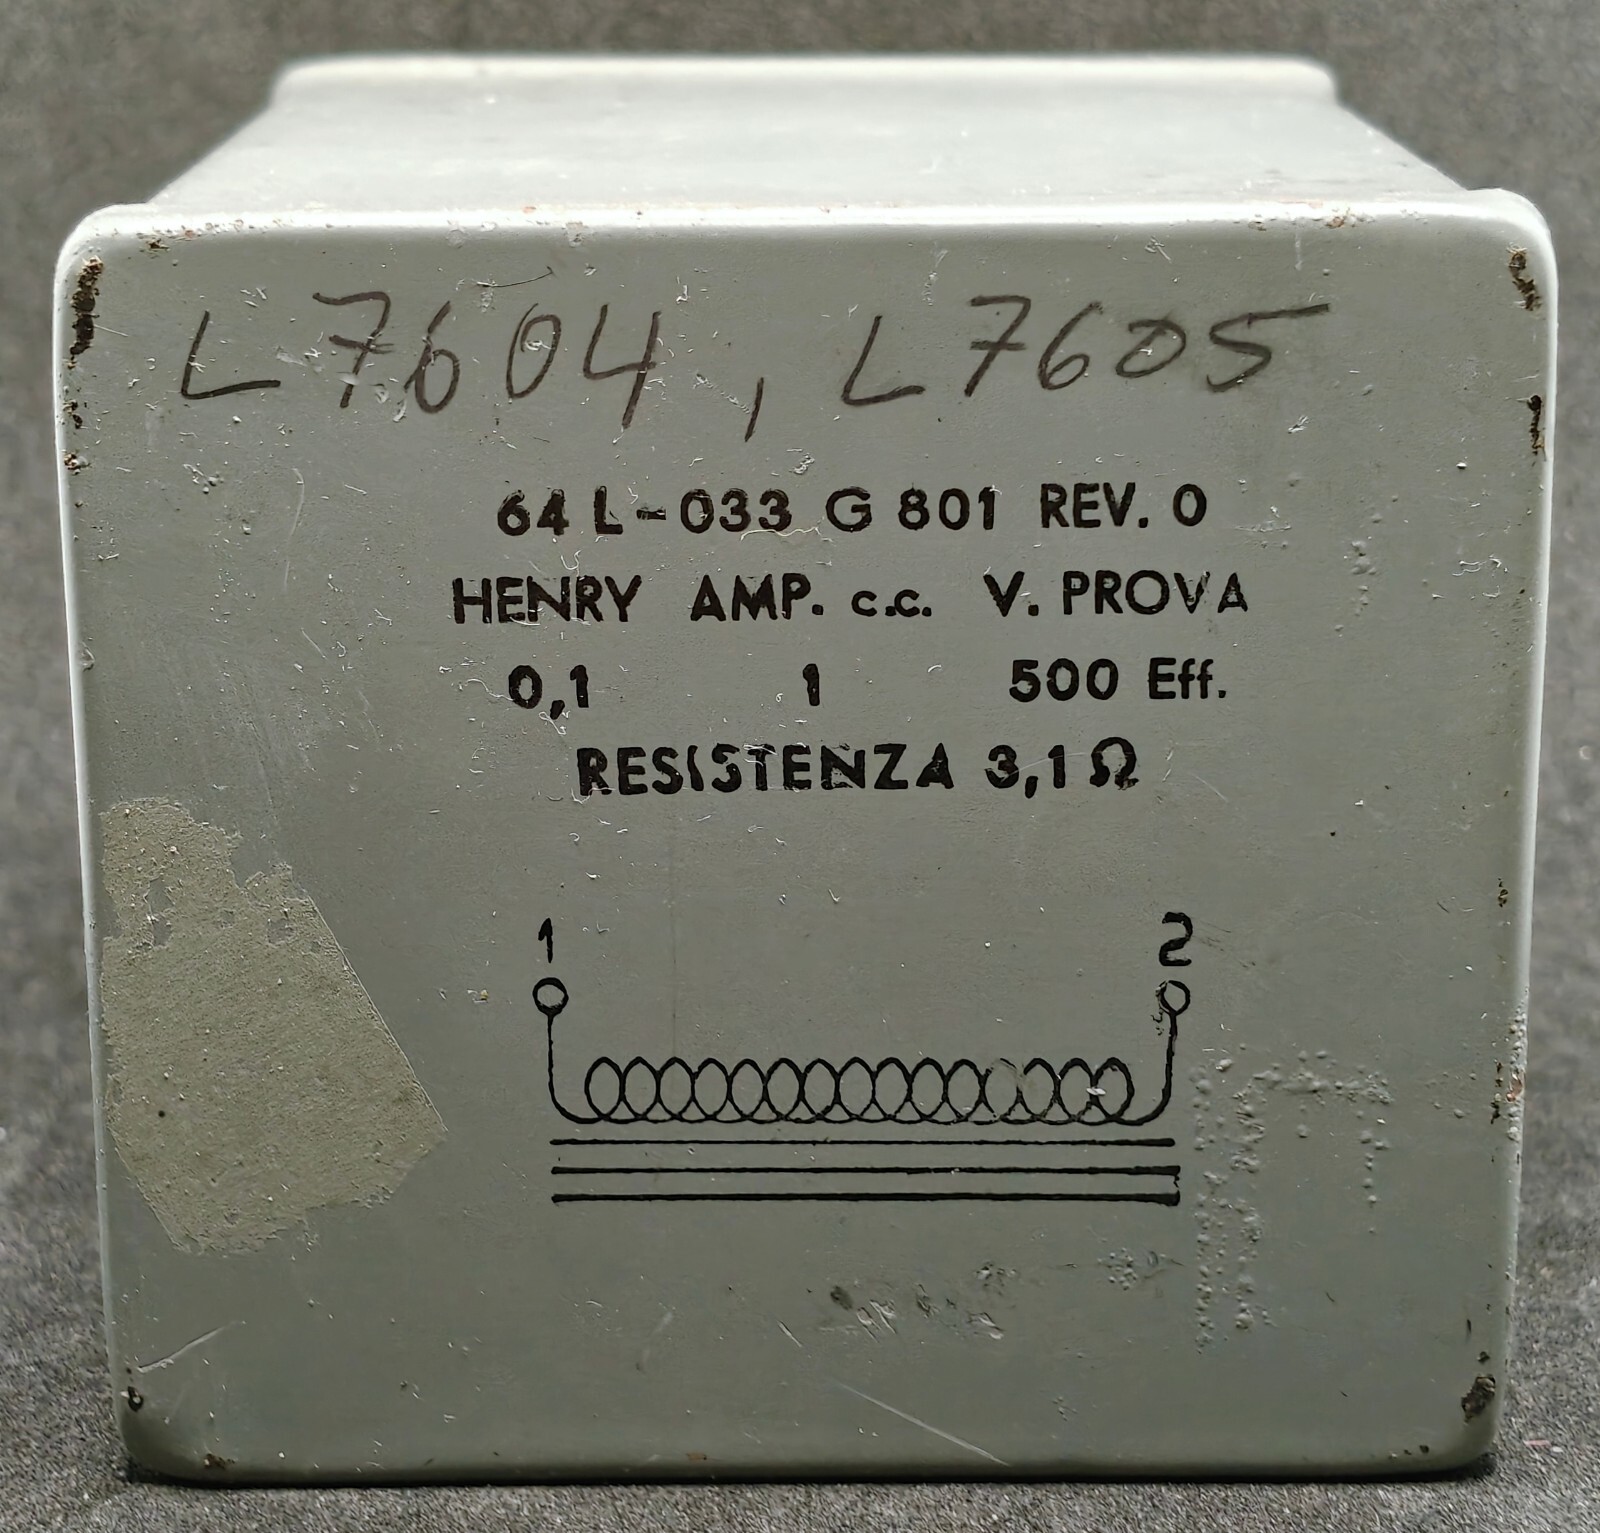 L7604, L7605
64 L-033 G 801 REV. 0
HENRY AMP. c.c. V. PROVA
0,1 1 500 Eff.
RESISTENZA 3,1 Ω
1 2